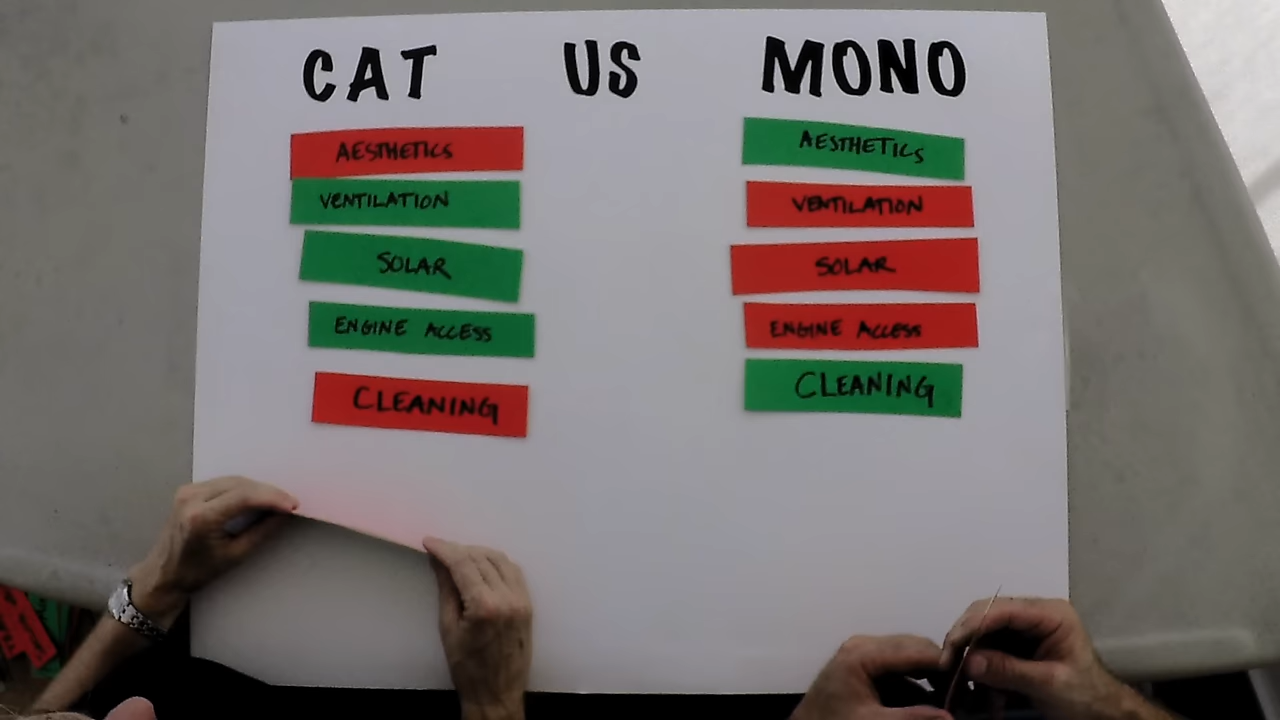 CAT US MONO
AESTHETICS AESTHETICS
VENTILATION VENTILATION
SOLAR SOLAR
ENGINE ACCESS ENGINE ACCESS
CLEANING CLEANING